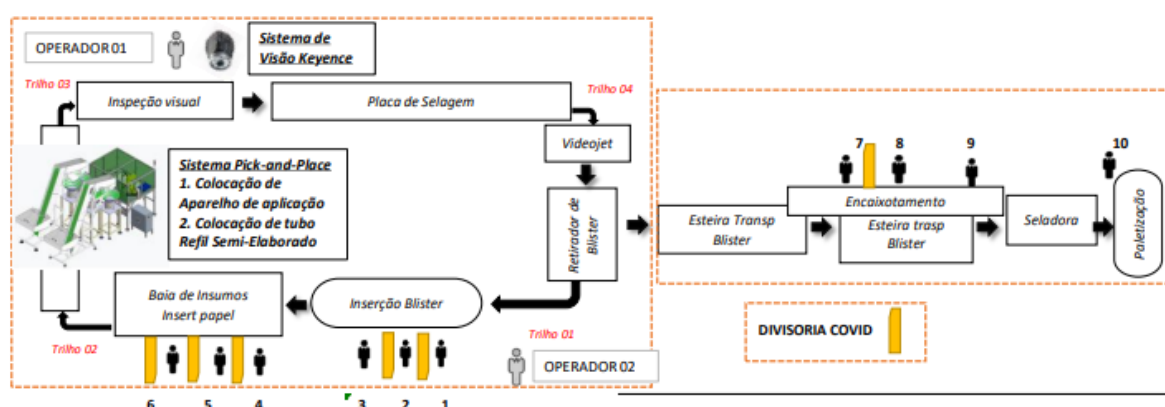 OPERADOR 01
Sistema de
Visão Keyence
Trilho 03
Inspeção visual
Placa de Selagem
Trilho 04
Videojet
Sistema Pick-and-Place
1. Colocação de
Aparelho de aplicação
2. Colocação de tubo
Refil Semi-Elaborado
Retirador de
Blister
Baia de Insumos
Insert papel
Inserção Blister
Trilho 02
Trilho 01
OPERADOR 02
6
5
4
3
2
1
7
8
9
10
Encaixotamento
Esteira Transp
Blister
Esteira trasp
Blister
Seladora
Paletização
DIVISORIA COVID